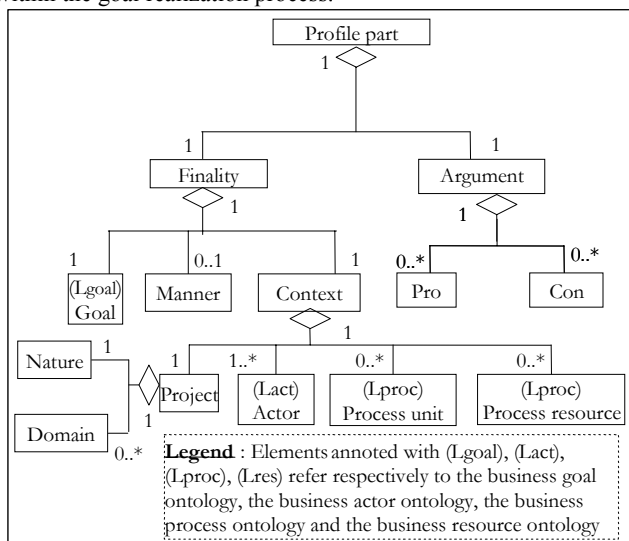 within the goal realization process.
Profile part
1
1
1
Finality
Argument
1
1
1
0..1
1
0..*
0..*
(Lgoal)
Goal
Manner
Context
Pro
Con
1
Nature
1
1
1..*
0..*
0..*
Project
(Lact)
Actor
(Lproc)
Process unit
(Lproc)
Process resource
1
Domain
0..*
Legend : Elements annoted with (Lgoal), (Lact),
(Lproc), (Lres) refer respectively to the business goal
ontology, the business actor ontology, the business
process ontology and the business resource ontology